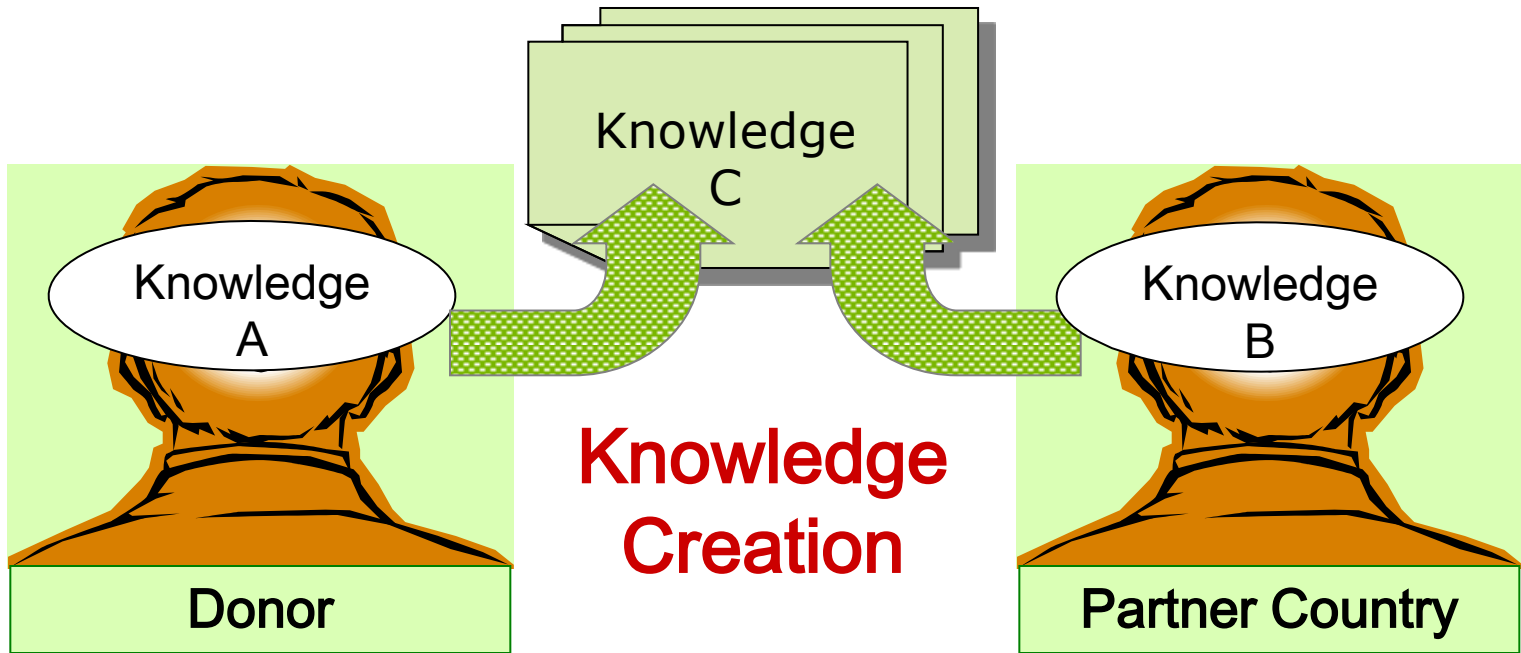 Knowledge
C
Knowledge
A
Knowledge
B
Knowledge
Creation
Donor
Partner Country